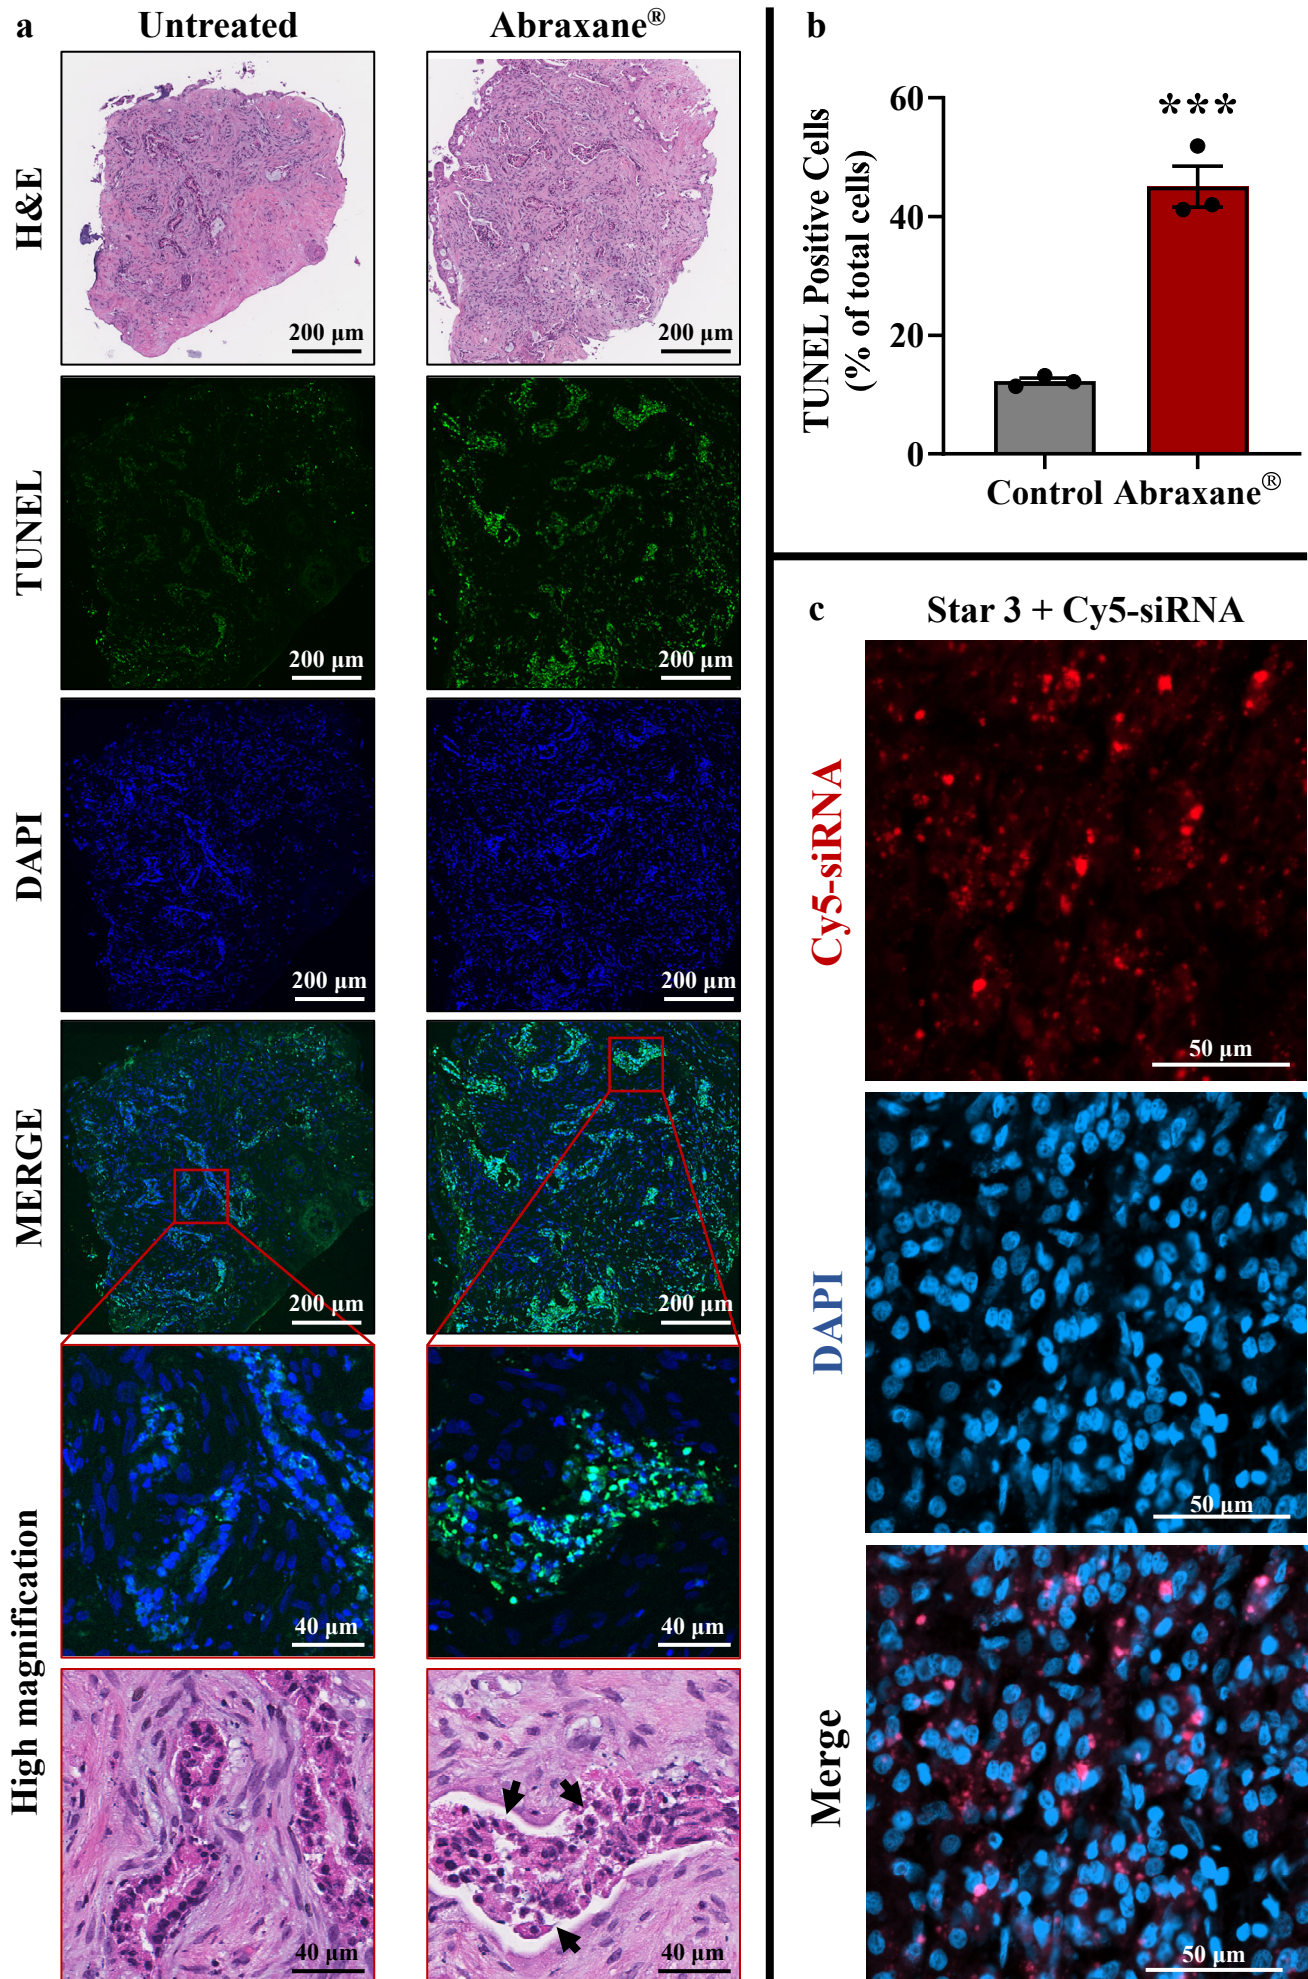 a
Untreated
Abraxane®
H&E
200 µm
200 µm
TUNEL
200 µm
200 µm
DAPI
200 µm
200 µm
MERGE
200 µm
200 µm
High magnification
40 µm
40 µm
40 µm
40 µm
b
TUNEL Positive Cells
(% of total cells)
60
40
20
0
***
Control
Abraxane®
c
Star 3 + Cy5-siRNA
Cy5-siRNA
50 µm
DAPI
50 µm
Merge
50 µm